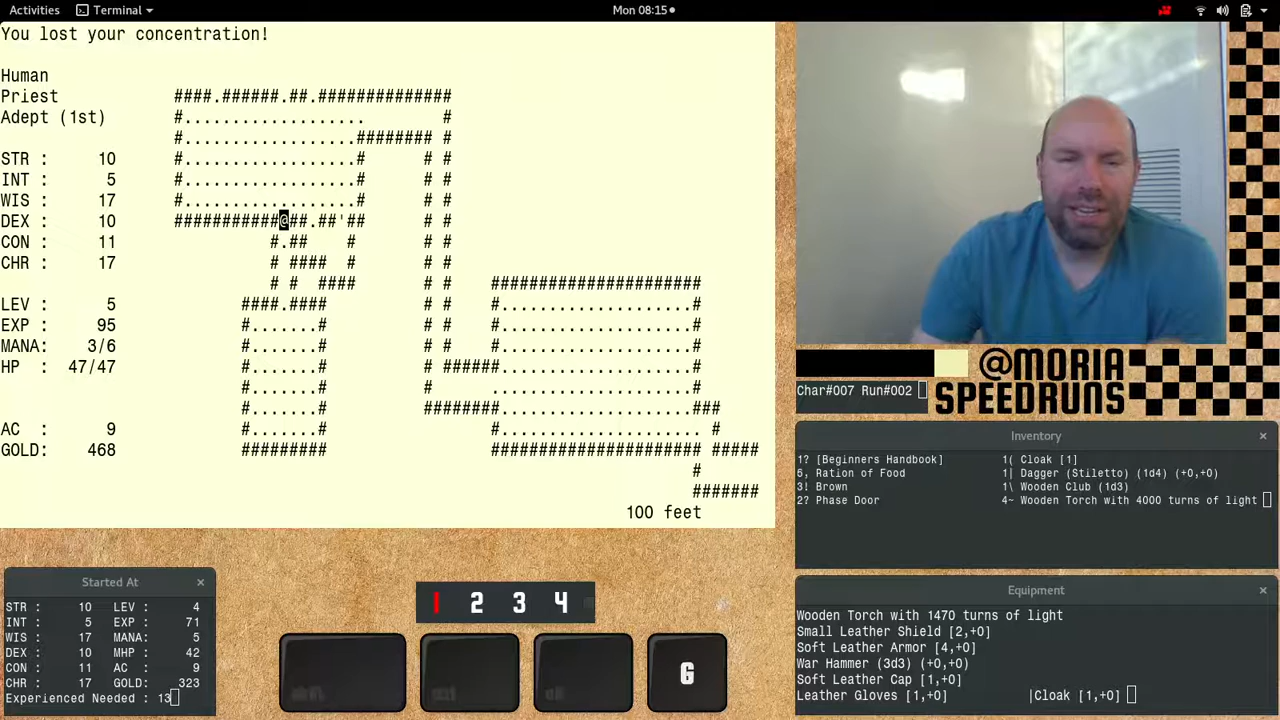 Activities Terminal Mon 08:15
You lost your concentration!
Human
Priest ####.######.##.##############
Adept (1st) #.................. #
#..................######## #
STR : 10 #..................# # #
INT : 5 #..................# # #
WIS : 17 #..................# # #
DEX : 10 ###########@##.##'## # #
CON : 11 #.## # # #
CHR : 17 # #### # # #
# # #### # # ######################
LEV : 5 ####.#### # # #....................#
EXP : 95 #.......# # # #....................#
MANA: 3/6 #.......# # # #....................#
HP : 47/47 #.......# # ######....................#
#.......# # ....................#
#.......# ########....................###
AC : 9 #.......# #..................... #
GOLD: 468 ######### ###################### #####
#
#######
100 feet
@MORIA
SPEEDRUNS
Char#007 Run#002
Inventory ×
1? [Beginners Handbook] 1( Cloak [1]
6, Ration of Food 1| Dagger (Stiletto) (1d4) (+0,+0)
3! Brown 1\ Wooden Club (1d3)
2? Phase Door 4~ Wooden Torch with 4000 turns of light
Equipment ×
Wooden Torch with 1470 turns of light
Small Leather Shield [2,+0]
Soft Leather Armor [4,+0]
War Hammer (3d3) (+0,+0)
Soft Leather Cap [1,+0]
Leather Gloves [1,+0] |Cloak [1,+0]
Started At ×
STR : 10 LEV : 4
INT : 5 EXP : 71
WIS : 17 MANA: 5
DEX : 10 MHP : 42
CON : 11 AC : 9
CHR : 17 GOLD: 323
Experienced Needed : 13
1 2 3 4
6